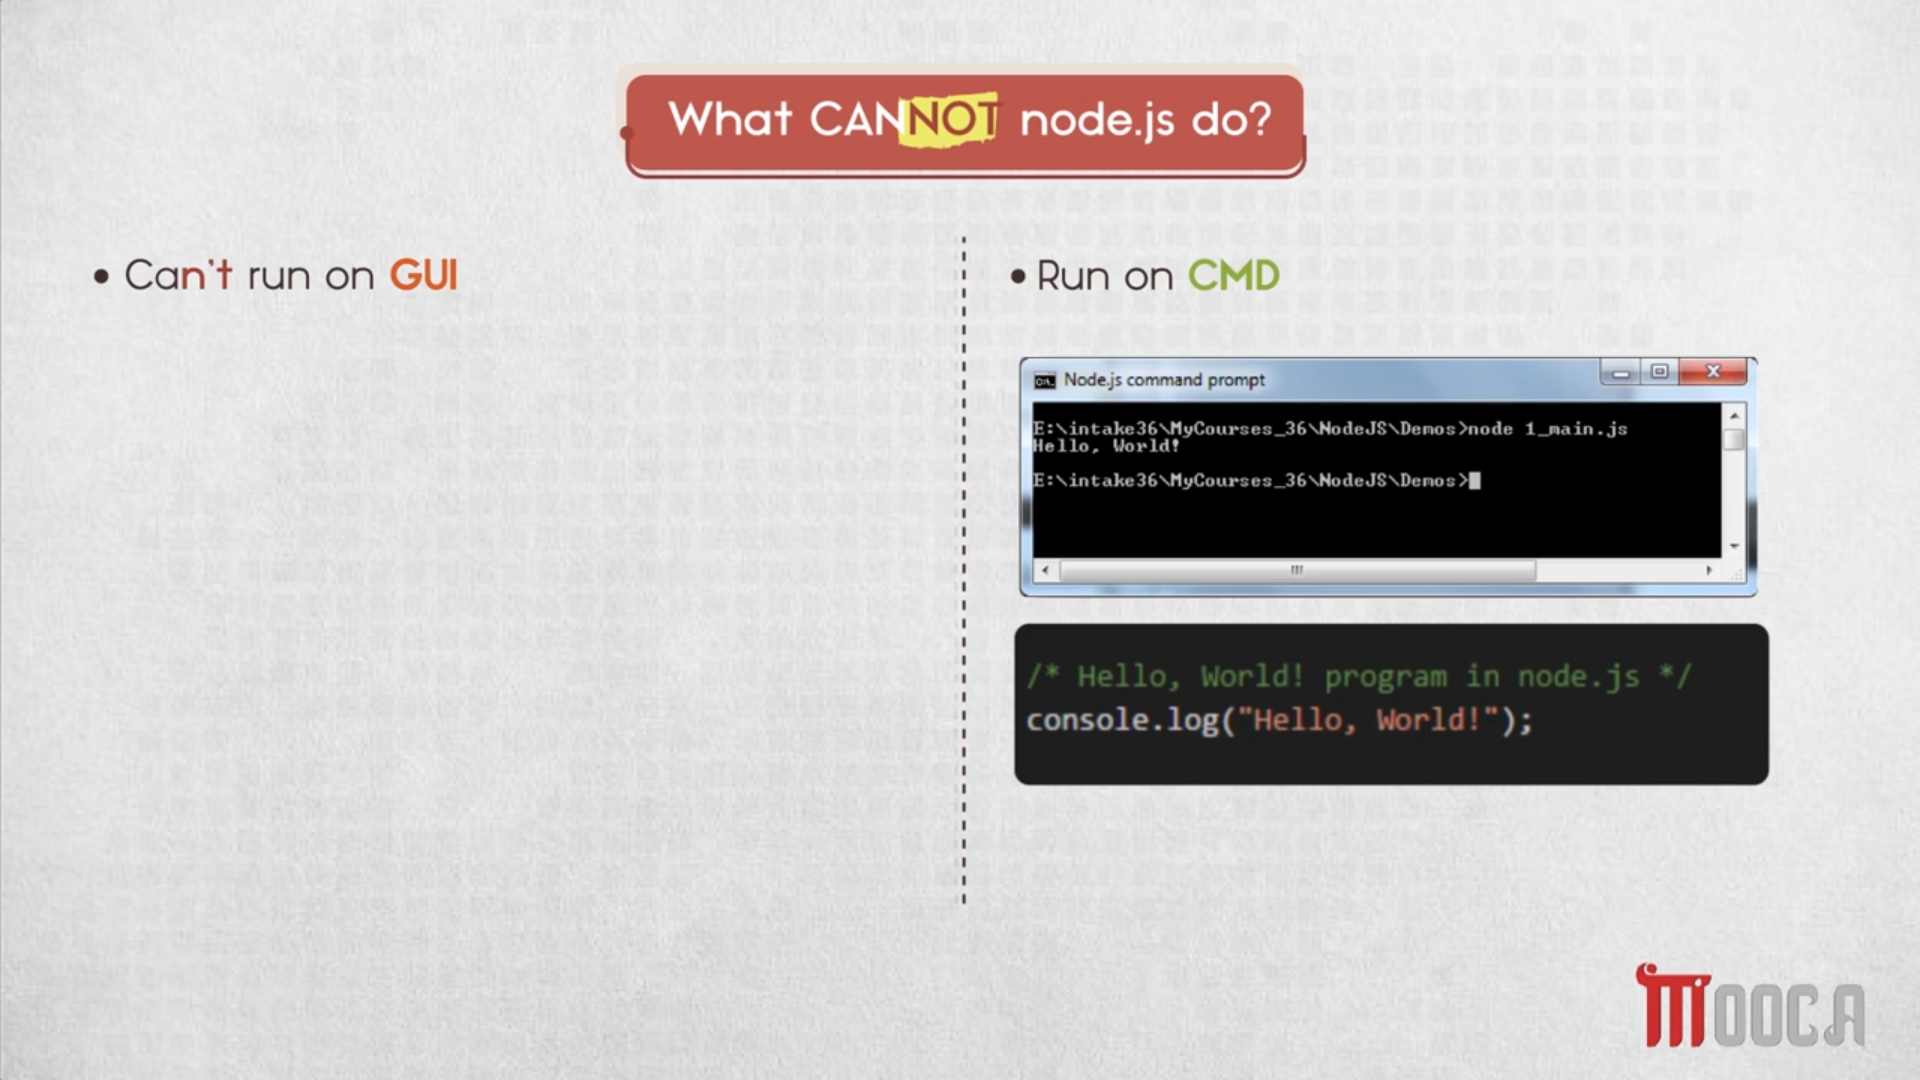 What CANNOT node.js do?
• Can't run on GUI
• Run on CMD
Node.js command prompt
E:\intake36\MyCourses_36\NodeJS\Demos>node 1_main.js
Hello, World!
E:\intake36\MyCourses_36\NodeJS\Demos>
/* Hello, World! program in node.js */
console.log("Hello, World!");
MOOCA